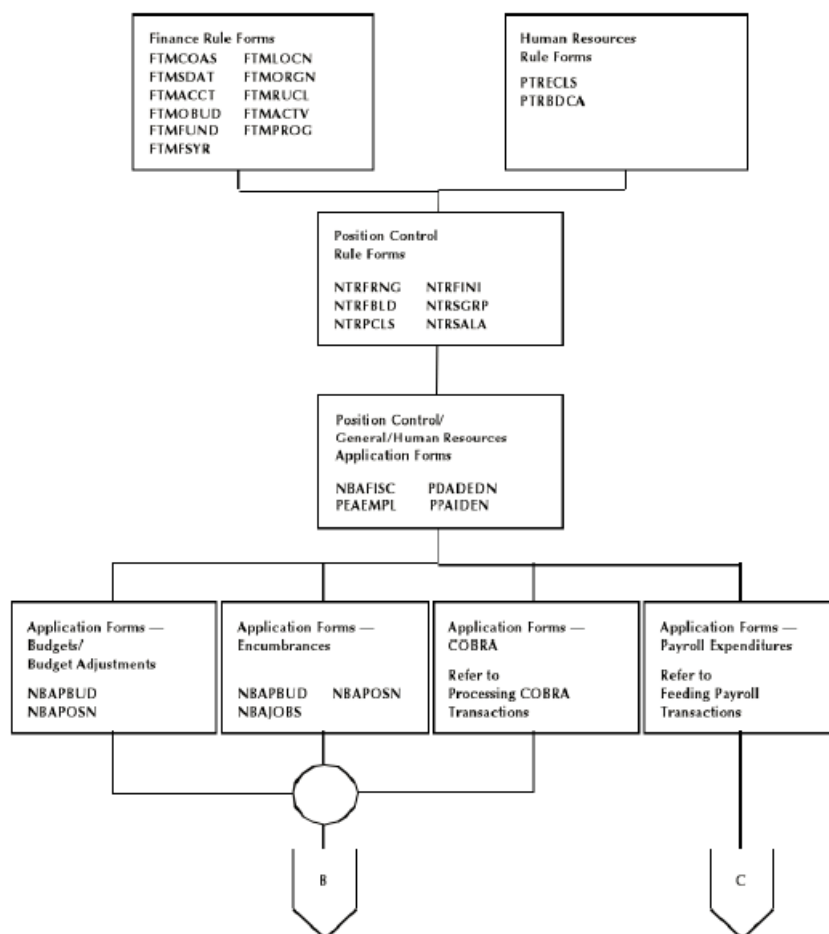 Finance Rule Forms
FTMCOAS FTMLOCN
FTMSDAT FTMORGN
FTMACCT FTMRUCL
FTMOBUD FTMACTV
FTMFUND FTMPROG
FTMFSYR
Human Resources
Rule Forms
PTRECLS
PTRBDCA
Position Control
Rule Forms
NTRFRNG NTRFINI
NTRFBLD NTRSGRP
NTRPCLS NTRSALA
Position Control/
General/Human Resources
Application Forms
NBAFISC PDADEDN
PEAEMPL PPAIDEN
Application Forms —
Budgets/
Budget Adjustments
NBAPBUD
NBAPOSN
Application Forms —
Encumbrances
NBAPBUD NBAPOSN
NBAJOBS
Application Forms —
COBRA
Refer to
Processing COBRA
Transactions
Application Forms —
Payroll Expenditures
Refer to
Feeding Payroll
Transactions
B
C